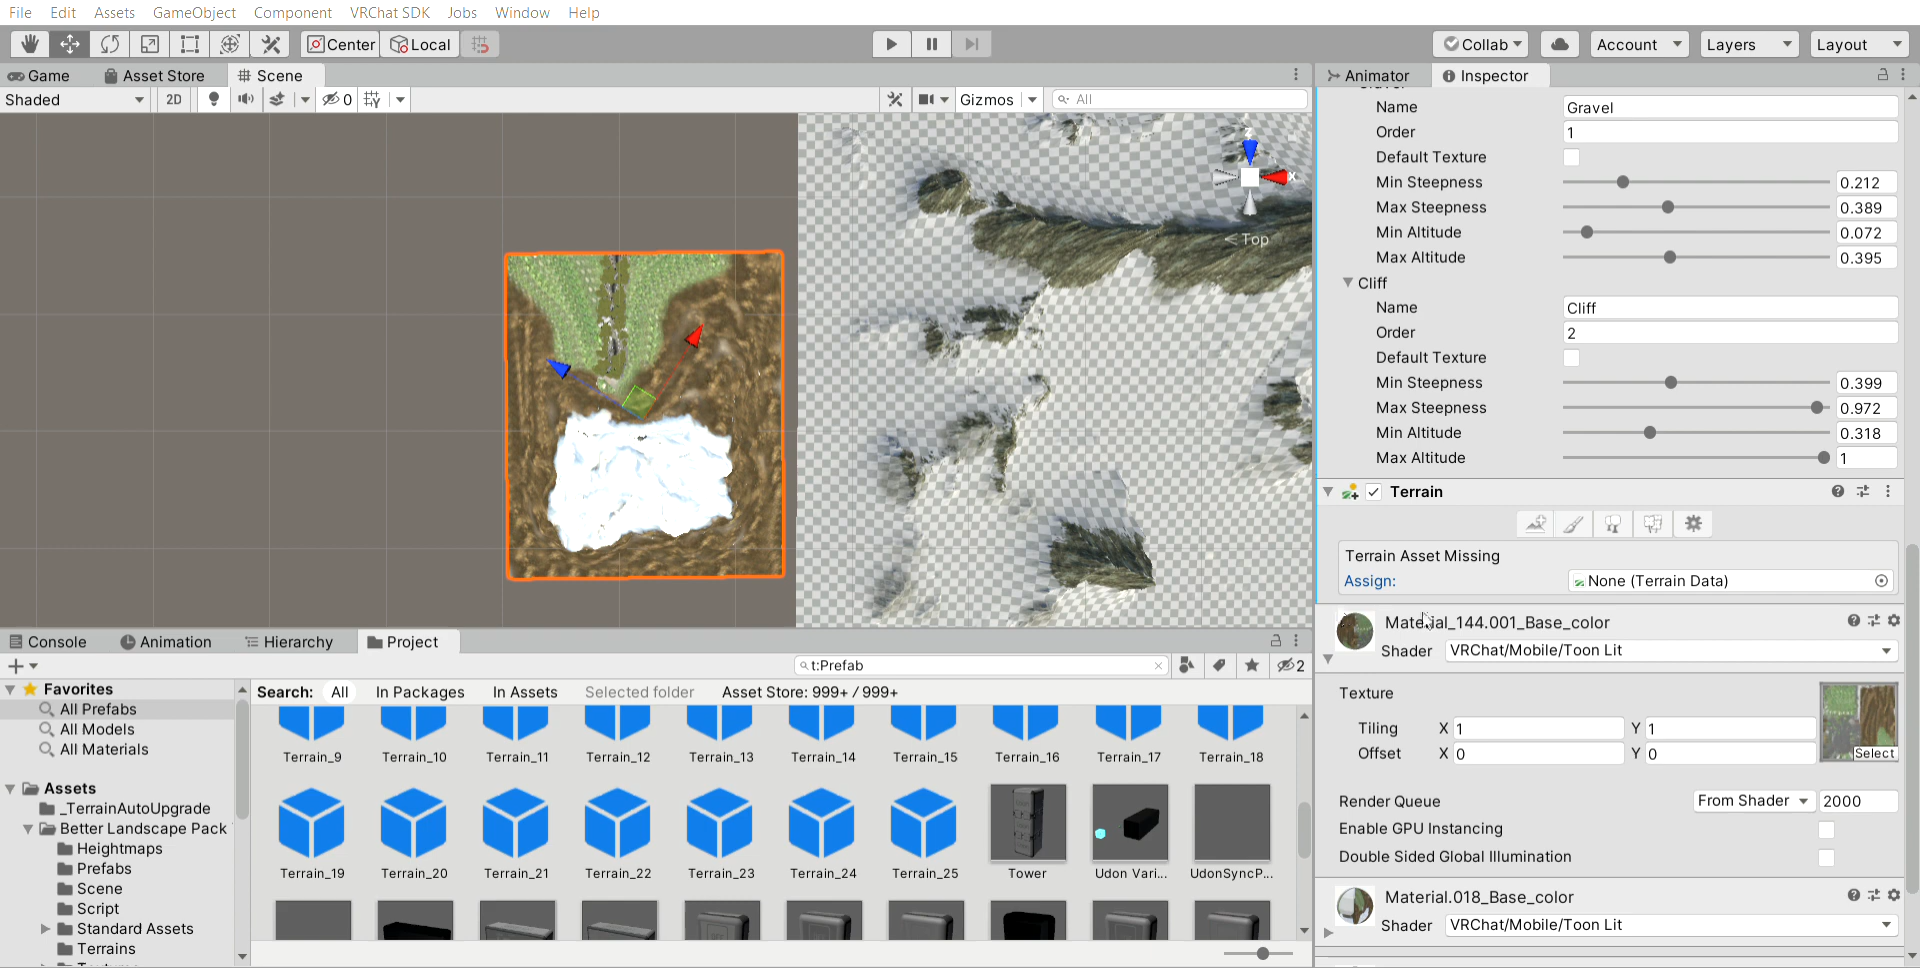 File Edit Assets GameObject Component VRChat SDK Jobs Window Help
Center Local Collab Account Layers Layout
Game Asset Store Scene
Shaded 2D 0 Gizmos All
Top
x
Animator Inspector
Name Gravel
Order 1
Default Texture
Min Steepness 0.212
Max Steepness 0.389
Min Altitude 0.072
Max Altitude 0.395
Cliff
Name Cliff
Order 2
Default Texture
Min Steepness 0.399
Max Steepness 0.972
Min Altitude 0.318
Max Altitude 1
Terrain
Terrain Asset Missing
Assign: None (Terrain Data)
Material_144.001_Base_color
Shader VRChat/Mobile/Toon Lit
Texture
Tiling X 1 Y 1
Offset X 0 Y 0
Select
Render Queue From Shader 2000
Enable GPU Instancing
Double Sided Global Illumination
Material.018_Base_color
Shader VRChat/Mobile/Toon Lit
Console Animation Hierarchy Project
t:Prefab 2
Favorites
All Prefabs
All Models
All Materials
Assets
_TerrainAutoUpgrade
Better Landscape Pack
Heightmaps
Prefabs
Scene
Script
Standard Assets
Terrains
Search: All In Packages In Assets Selected folder Asset Store: 999+ / 999+
Terrain_9 Terrain_10 Terrain_11 Terrain_12 Terrain_13 Terrain_14 Terrain_15 Terrain_16 Terrain_17 Terrain_18
Terrain_19 Terrain_20 Terrain_21 Terrain_22 Terrain_23 Terrain_24 Terrain_25 Tower Udon Vari... UdonSyncP...